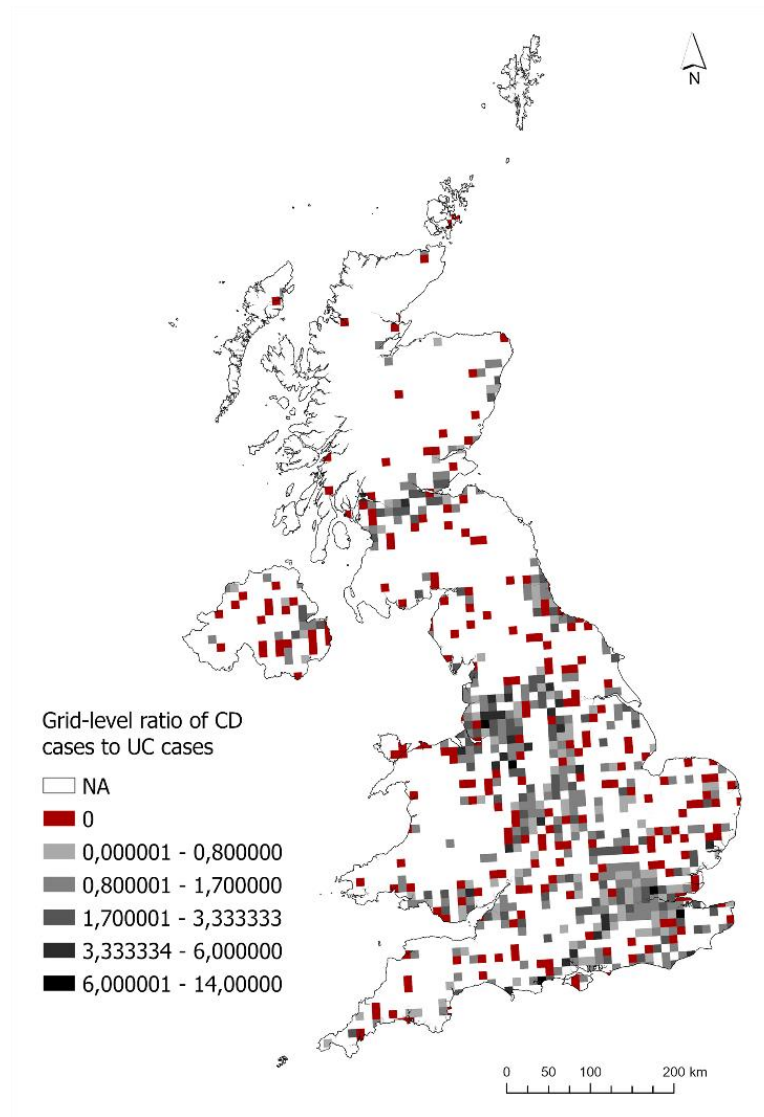 N
Grid-level ratio of CD
cases to UC cases
NA
0
0,000001 - 0,800000
0,800001 - 1,700000
1,700001 - 3,333333
3,333334 - 6,000000
6,000001 - 14,00000
0 50 100 200 km